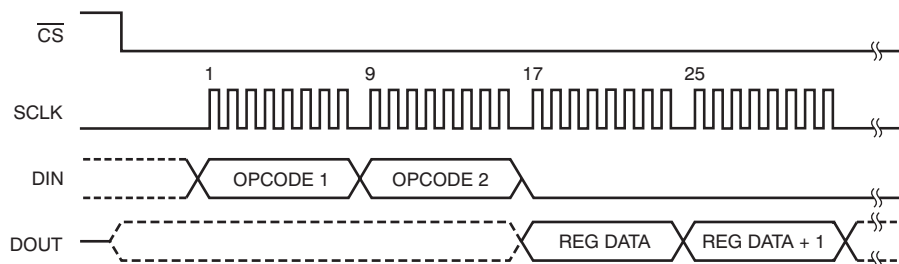 CS
1 9 17 25
SCLK
DIN OPCODE 1 OPCODE 2
DOUT REG DATA REG DATA + 1